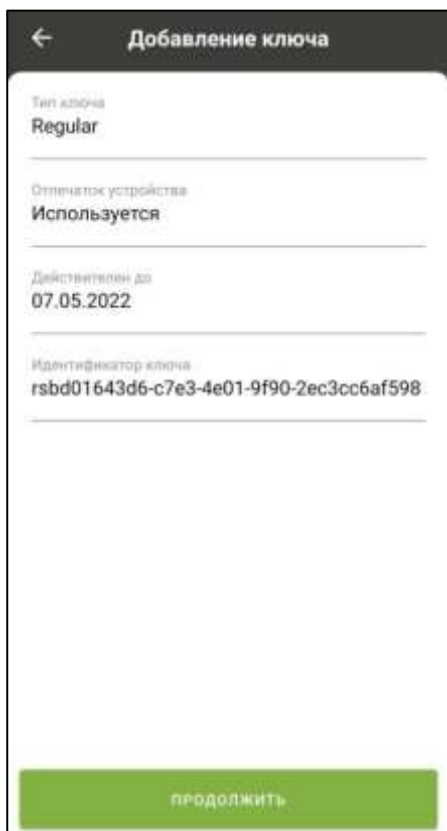 Добавление ключа
Тип ключа
Regular
Отпечаток устройства
Используется
Действителен до
07.05.2022
Идентификатор ключа
rsbd01643d6-c7e3-4e01-9f90-2ec3cc6af598
ПРОДОЛЖИТЬ